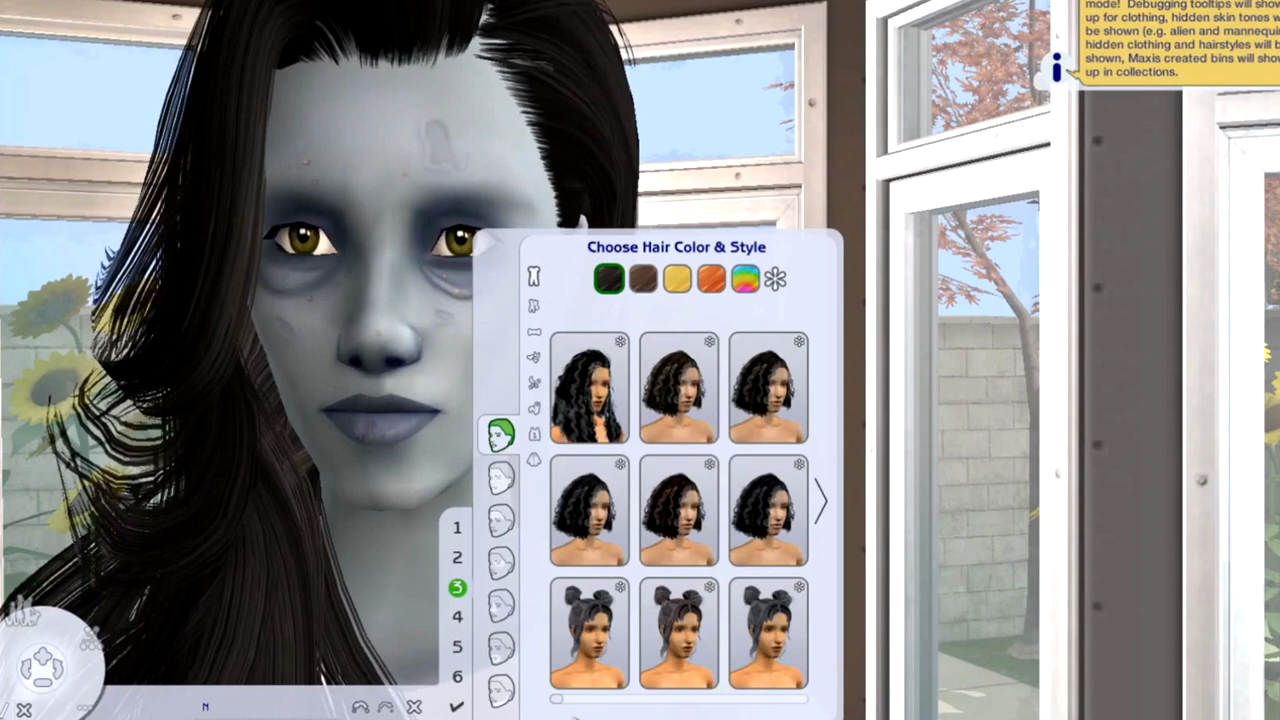 mode! Debugging tooltips will show
up for clothing, hidden skin tones
be shown (e.g. alien and
hidden clothing and hairstyles will
shown, Maxis created bins will show
up in collections.
Choose Hair Color & Style
1
2
3
4
5
6
N